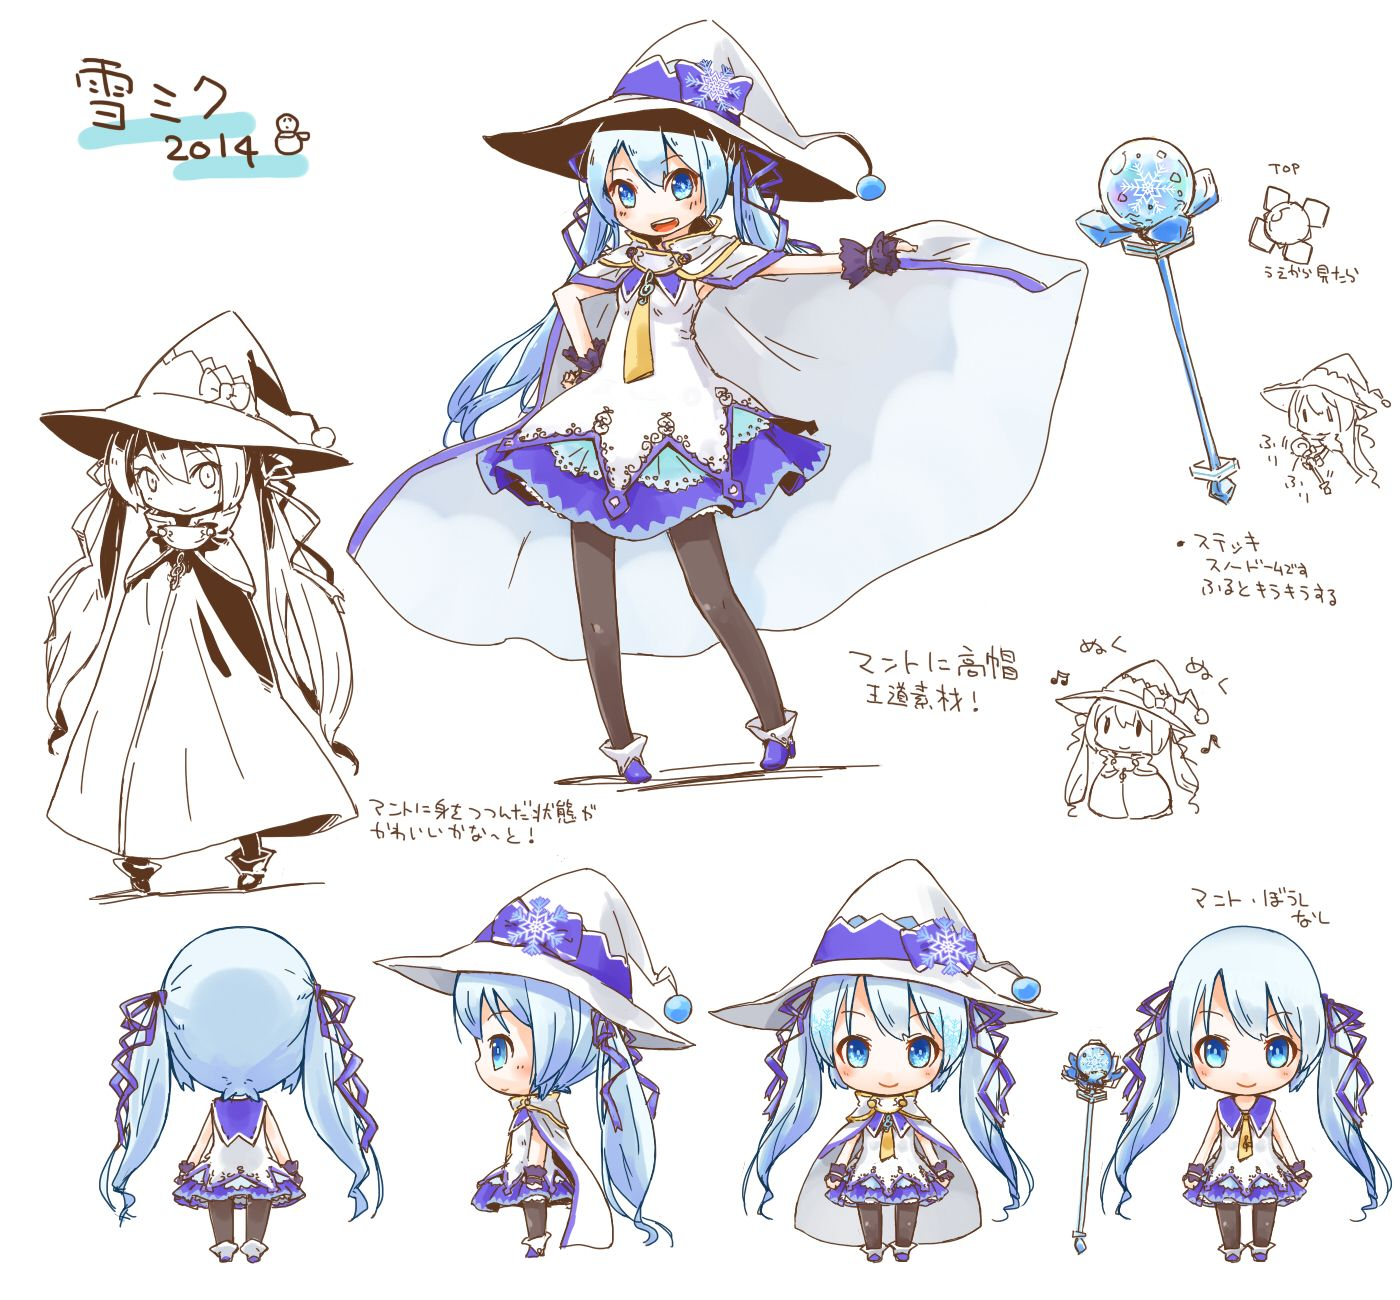 雪ミク
2014
TOP
うえから見たら
ふり
ふり
ふり
・ステッキ
スノードームです
ふるとキラキラする
マントに高帽
王道素材！
ぬく
ぬく
マントに身をつつんだ状態が
かわいいかな〜と！
マント・ぼうし
なし